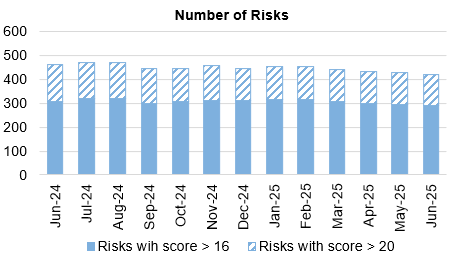 Number of Risks
600
500
400
300
200
100
0
Jun-24
Jul-24
Aug-24
Sep-24
Oct-24
Nov-24
Dec-24
Jan-25
Feb-25
Mar-25
Apr-25
May-25
Jun-25
Risks wih score > 16 Risks with score > 20